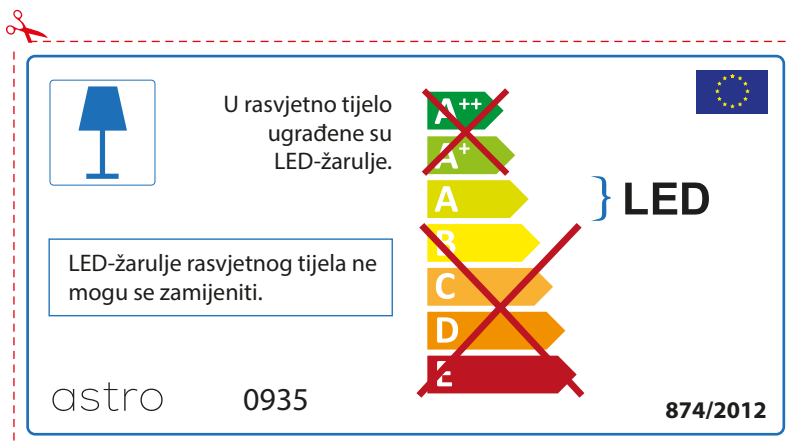 U rasvjetno tijelo
ugrađene su
LED-žarulje.
LED-žarulje rasvjetnog tijela ne
mogu se zamijeniti.
A++
A+
A
B
C
D
E
LED
astro
0935
874/2012